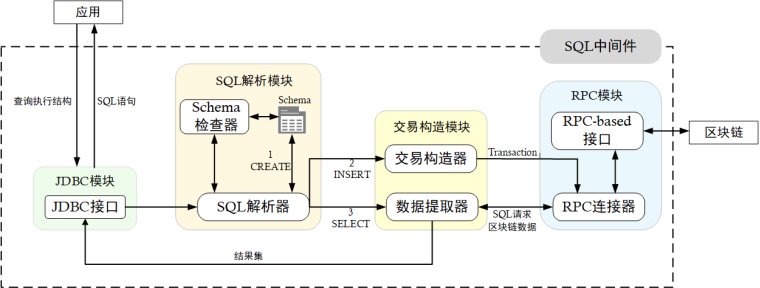 应用
SQL中间件
SQL解析模块
RPC模块
查询执行结构
SQL语句
Schema
检查器
Schema
交易构造模块
RPC-based
接口
区块链
1
CREATE
2
INSERT
交易构造器
Transaction
JDBC模块
JDBC接口
SQL解析器
3
SELECT
数据提取器
SQL请求
区块链数据
RPC连接器
结果集